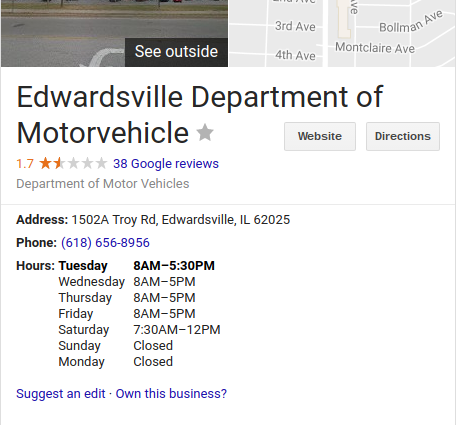 See outside
3rd Ave
4th Ave
Ave
Bollman Ave
Montclaire Ave
Edwardsville Department of
Motorvehicle
Website
Directions
1.7 38 Google reviews
Department of Motor Vehicles
Address: 1502A Troy Rd, Edwardsville, IL 62025
Phone: (618) 656-8956
Hours: Tuesday 8AM–5:30PM
Wednesday 8AM–5PM
Thursday 8AM–5PM
Friday 8AM–5PM
Saturday 7:30AM–12PM
Sunday Closed
Monday Closed
Suggest an edit · Own this business?